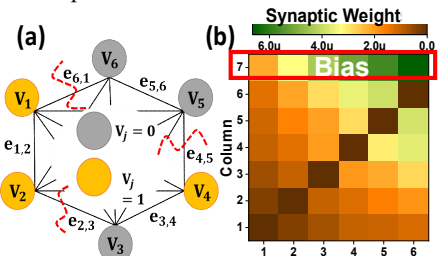 (a)
V6
e6,1
e5,6
V1
V5
Vj = 0
e1,2
e4,5
Vj
= 1
V2
V4
e2,3
e3,4
V3
(b)
Synaptic Weight
6.0u 4.0u 2.0u 0.0
Bias
Column
7
6
5
4
3
2
1
1 2 3 4 5 6